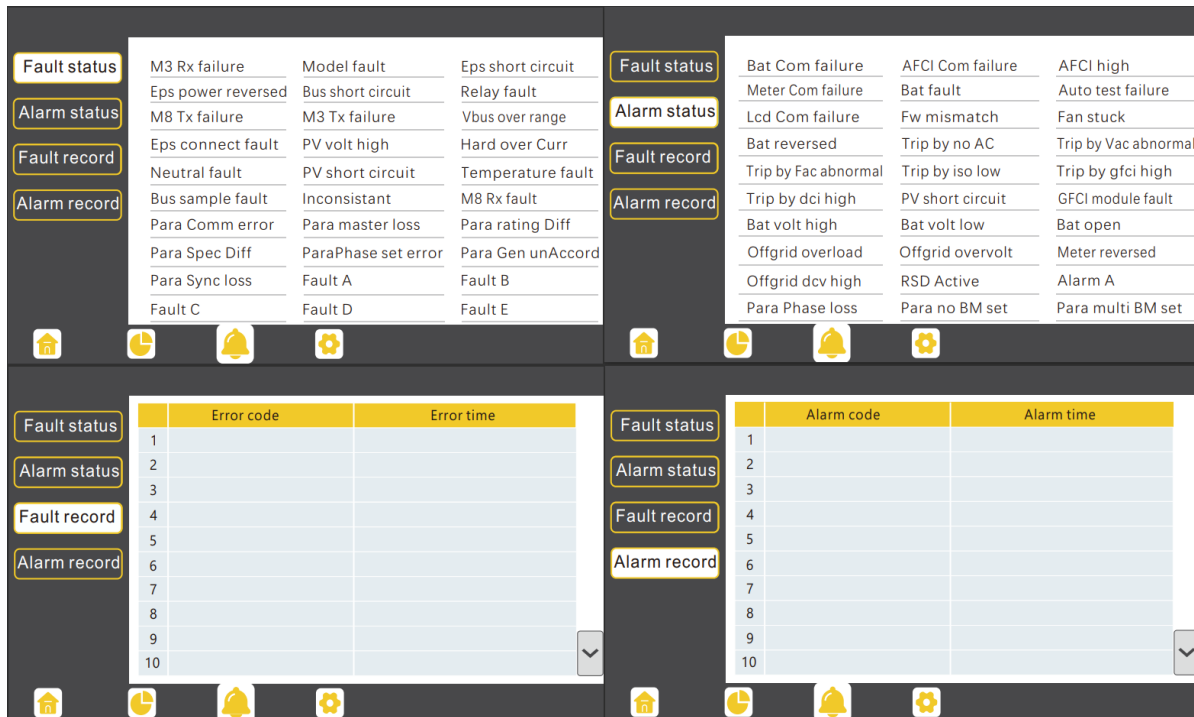 Fault status
Alarm status
Fault record
Alarm record
M3 Rx failure Model fault Eps short circuit
Eps power reversed Bus short circuit Relay fault
M8 Tx failure M3 Tx failure Vbus over range
Eps connect fault PV volt high Hard over Curr
Neutral fault PV short circuit Temperature fault
Bus sample fault Inconsistant M8 Rx fault
Para Comm error Para master loss Para rating Diff
Para Spec Diff ParaPhase set error Para Gen unAccord
Para Sync loss Fault A Fault B
Fault C Fault D Fault E
Fault status
Alarm status
Fault record
Alarm record
Bat Com failure AFCI Com failure AFCI high
Meter Com failure Bat fault Auto test failure
Lcd Com failure Fw mismatch Fan stuck
Bat reversed Trip by no AC Trip by Vac abnormal
Trip by Fac abnormal Trip by iso low Trip by gfci high
Trip by dci high PV short circuit GFCI module fault
Bat volt high Bat volt low Bat open
Offgrid overload Offgrid overvolt Meter reversed
Offgrid dcv high RSD Active Alarm A
Para Phase loss Para no BM set Para multi BM set
Fault status
Alarm status
Fault record
Alarm record
Error code Error time
1
2
3
4
5
6
7
8
9
10
Fault status
Alarm status
Fault record
Alarm record
Alarm code Alarm time
1
2
3
4
5
6
7
8
9
10